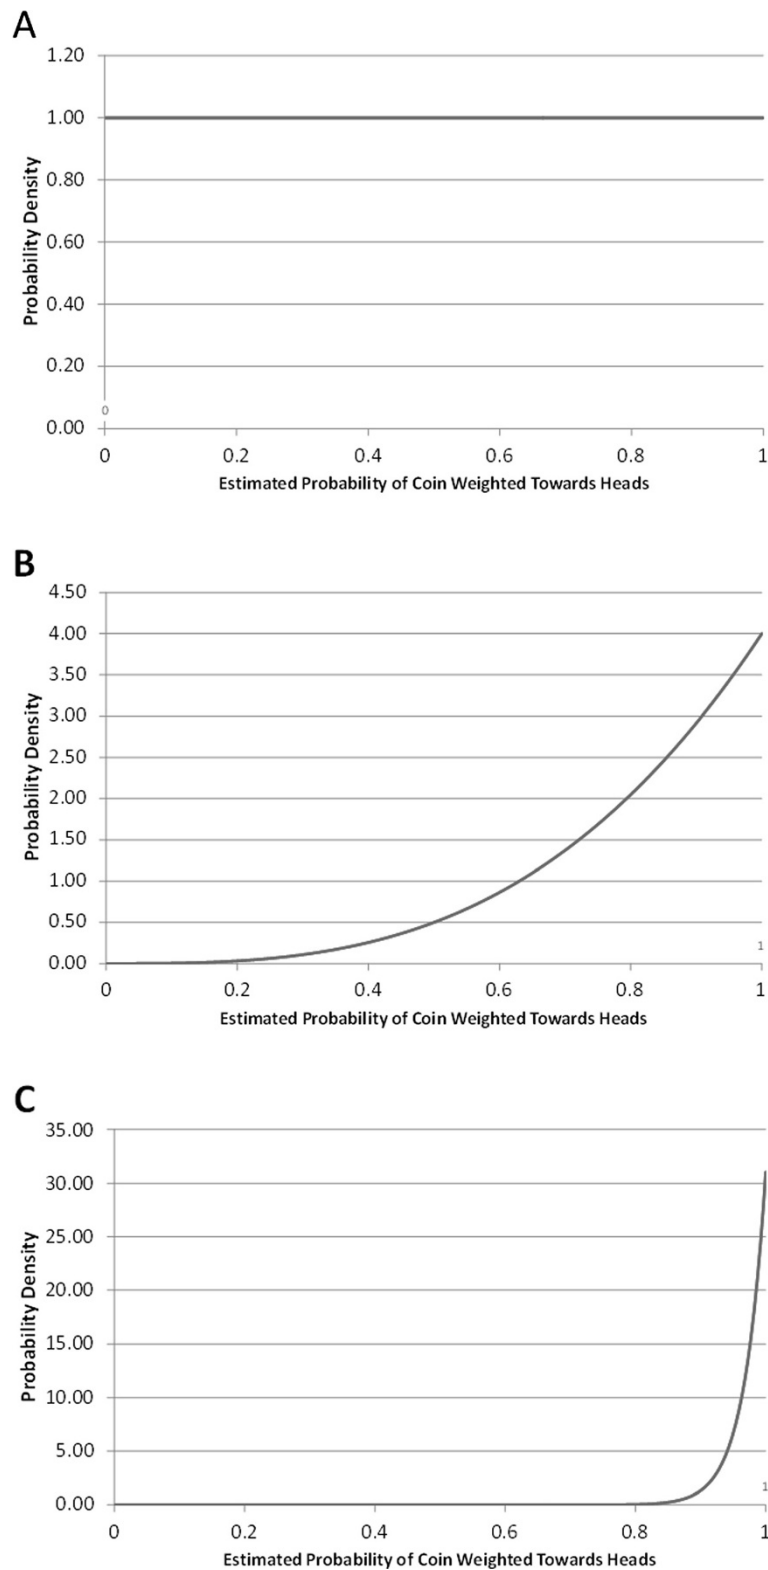 A
1.20
1.00
0.80
0.60
0.40
0.20
0.00
Probability Density
0
0 0.2 0.4 0.6 0.8 1
Estimated Probability of Coin Weighted Towards Heads
B
4.50
4.00
3.50
3.00
2.50
2.00
1.50
1.00
0.50
0.00
Probability Density
1
0 0.2 0.4 0.6 0.8 1
Estimated Probability of Coin Weighted Towards Heads
C
35.00
30.00
25.00
20.00
15.00
10.00
5.00
0.00
Probability Density
1
0 0.2 0.4 0.6 0.8 1
Estimated Probability of Coin Weighted Towards Heads